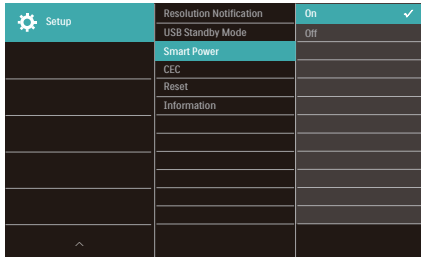 Setup
Resolution Notification
USB Standby Mode
Smart Power
CEC
Reset
Information
On
Off